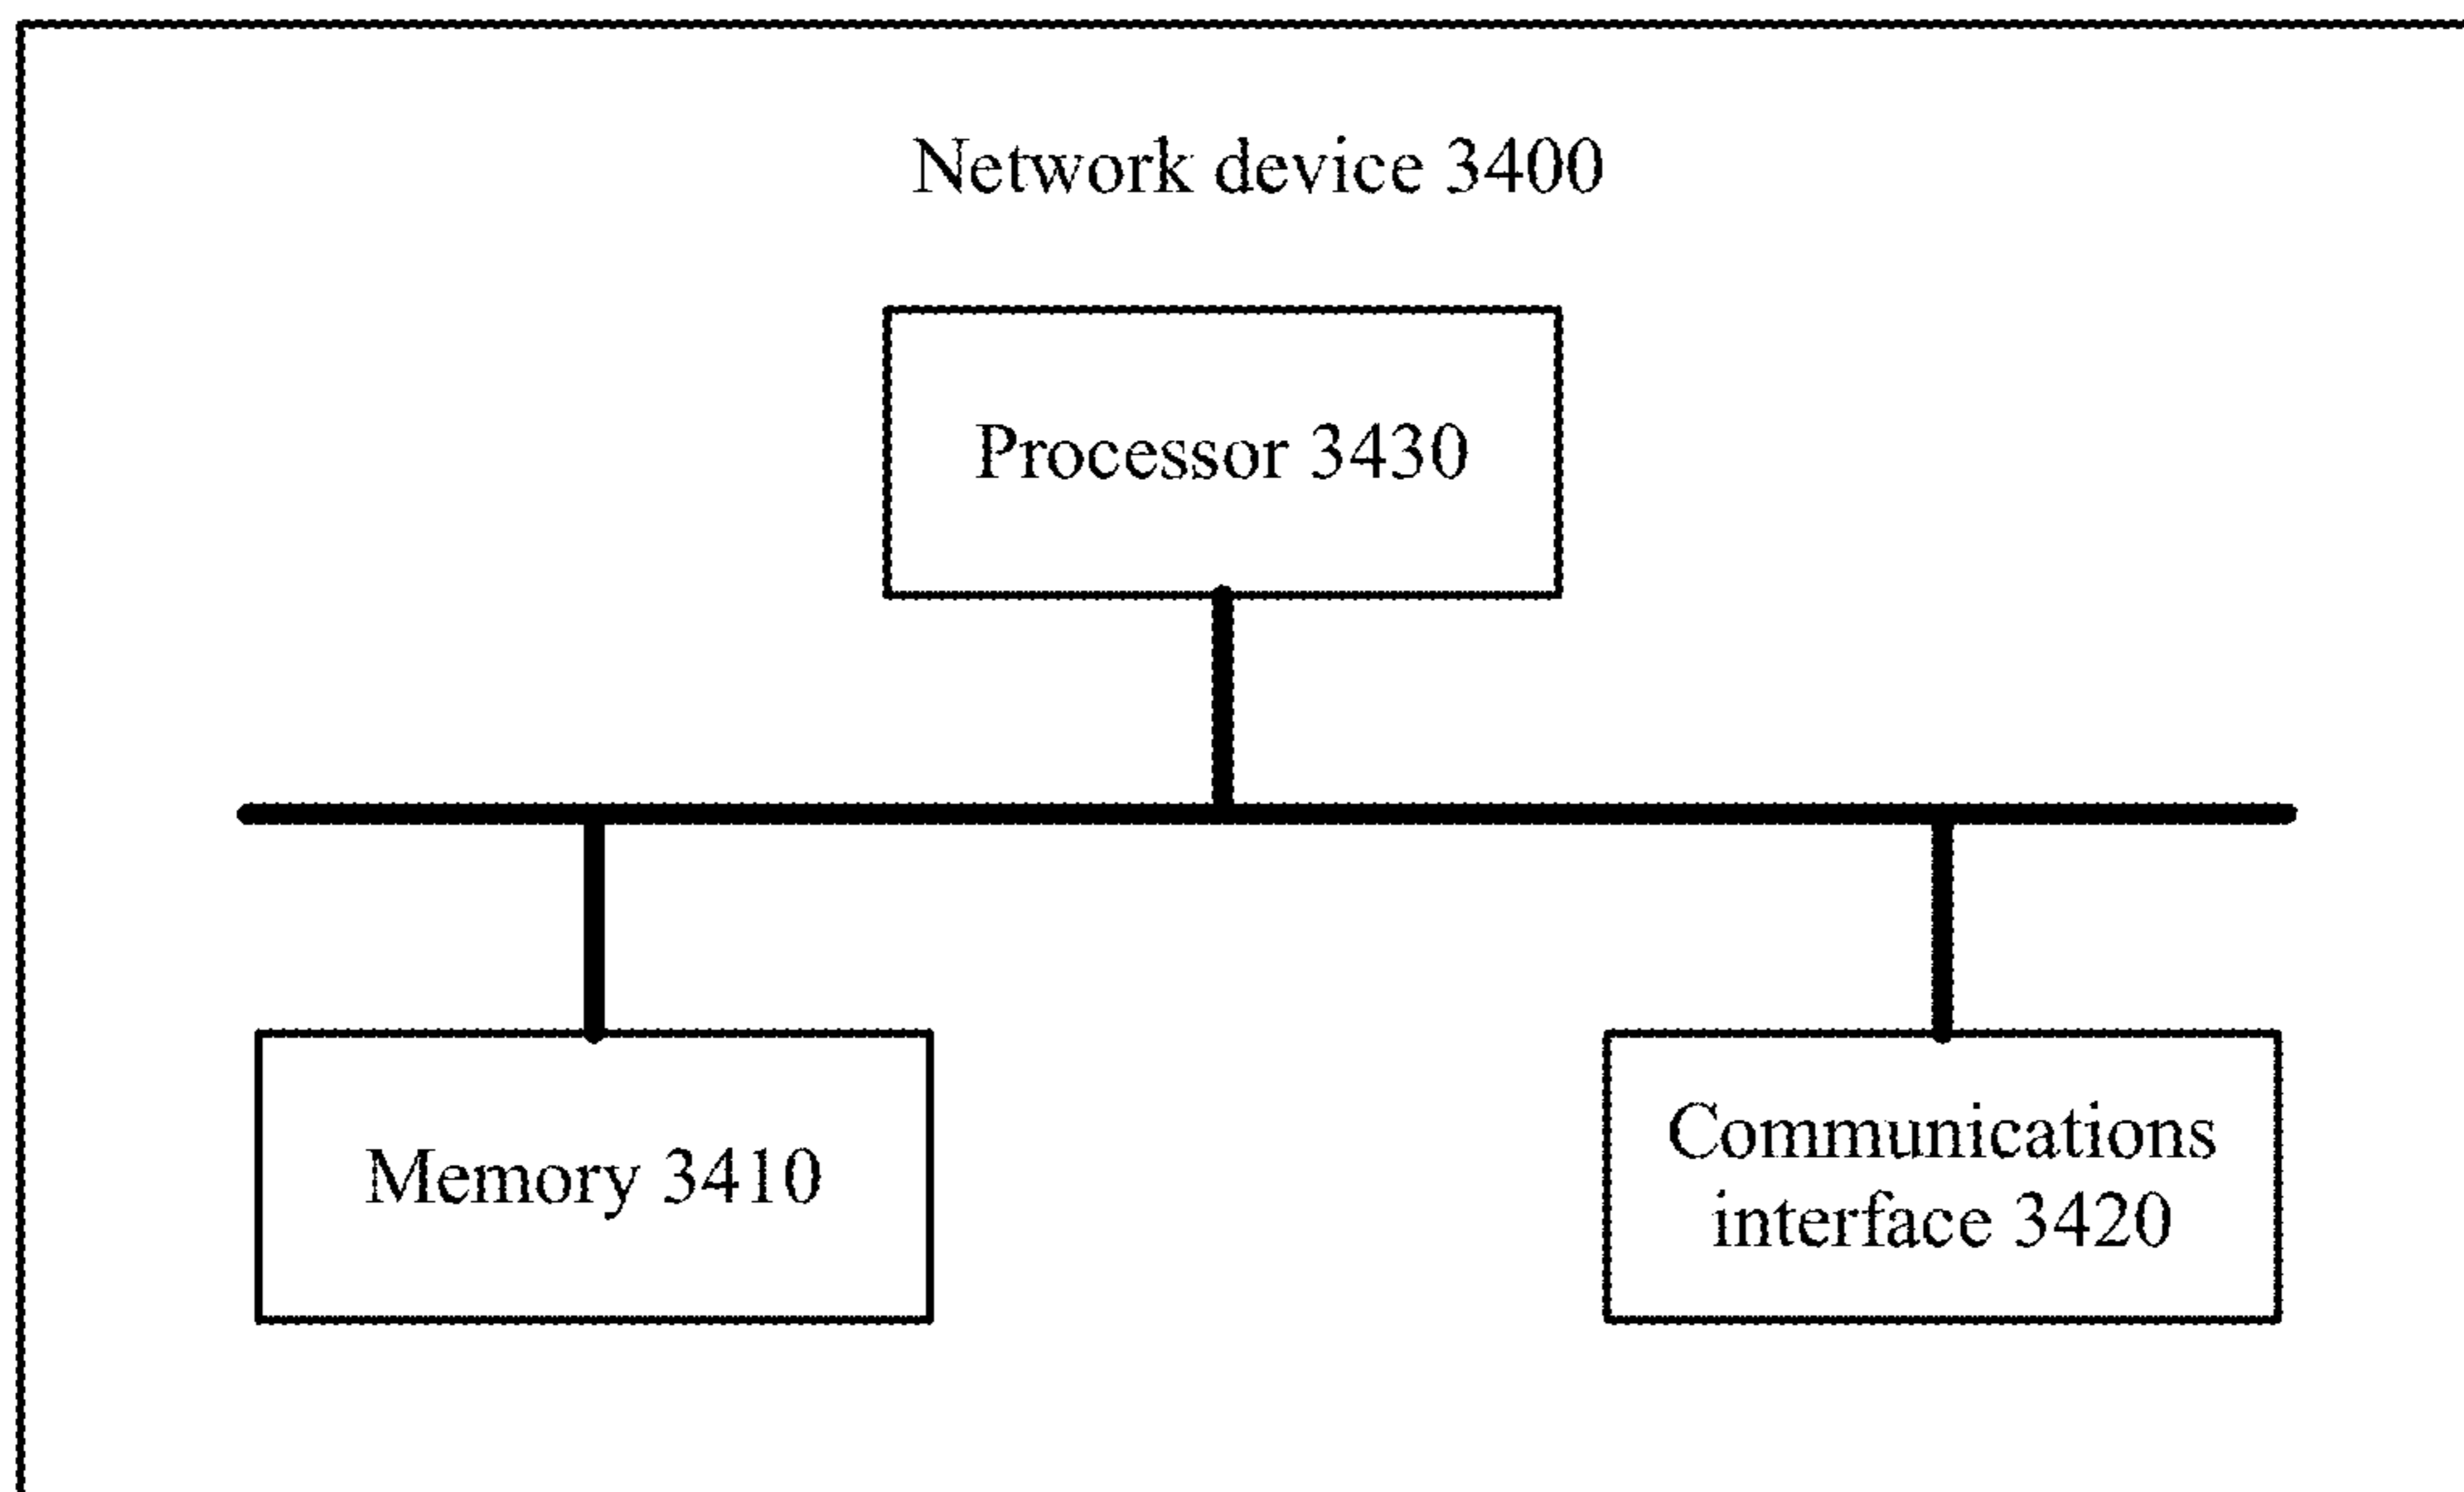 Network device 3400
Processor 3430
Memory 3410
Communications
interface 3420